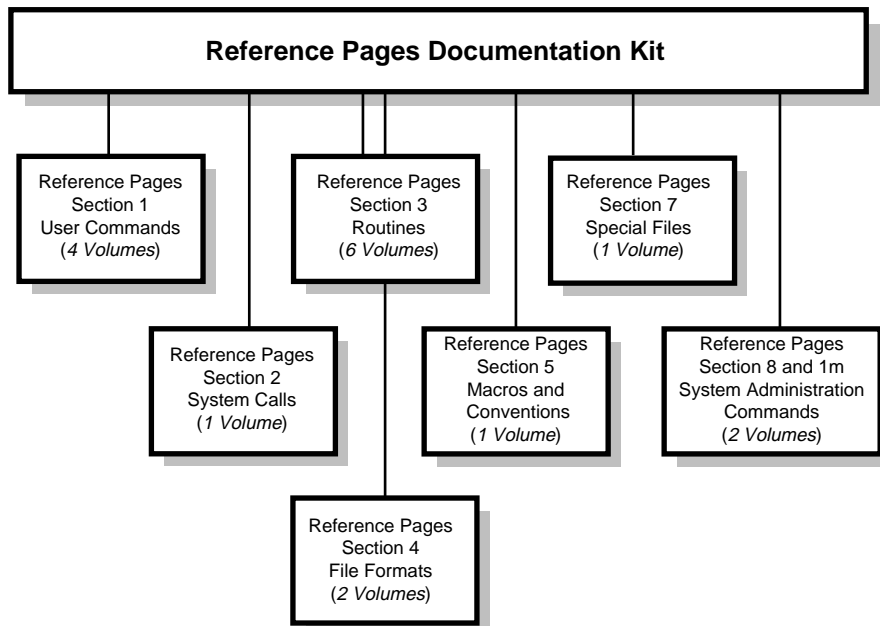 Reference Pages Documentation Kit
Reference Pages
Section 1
User Commands
(4 Volumes)
Reference Pages
Section 3
Routines
(6 Volumes)
Reference Pages
Section 7
Special Files
(1 Volume)
Reference Pages
Section 2
System Calls
(1 Volume)
Reference Pages
Section 5
Macros and
Conventions
(1 Volume)
Reference Pages
Section 8 and 1m
System Administration
Commands
(2 Volumes)
Reference Pages
Section 4
File Formats
(2 Volumes)